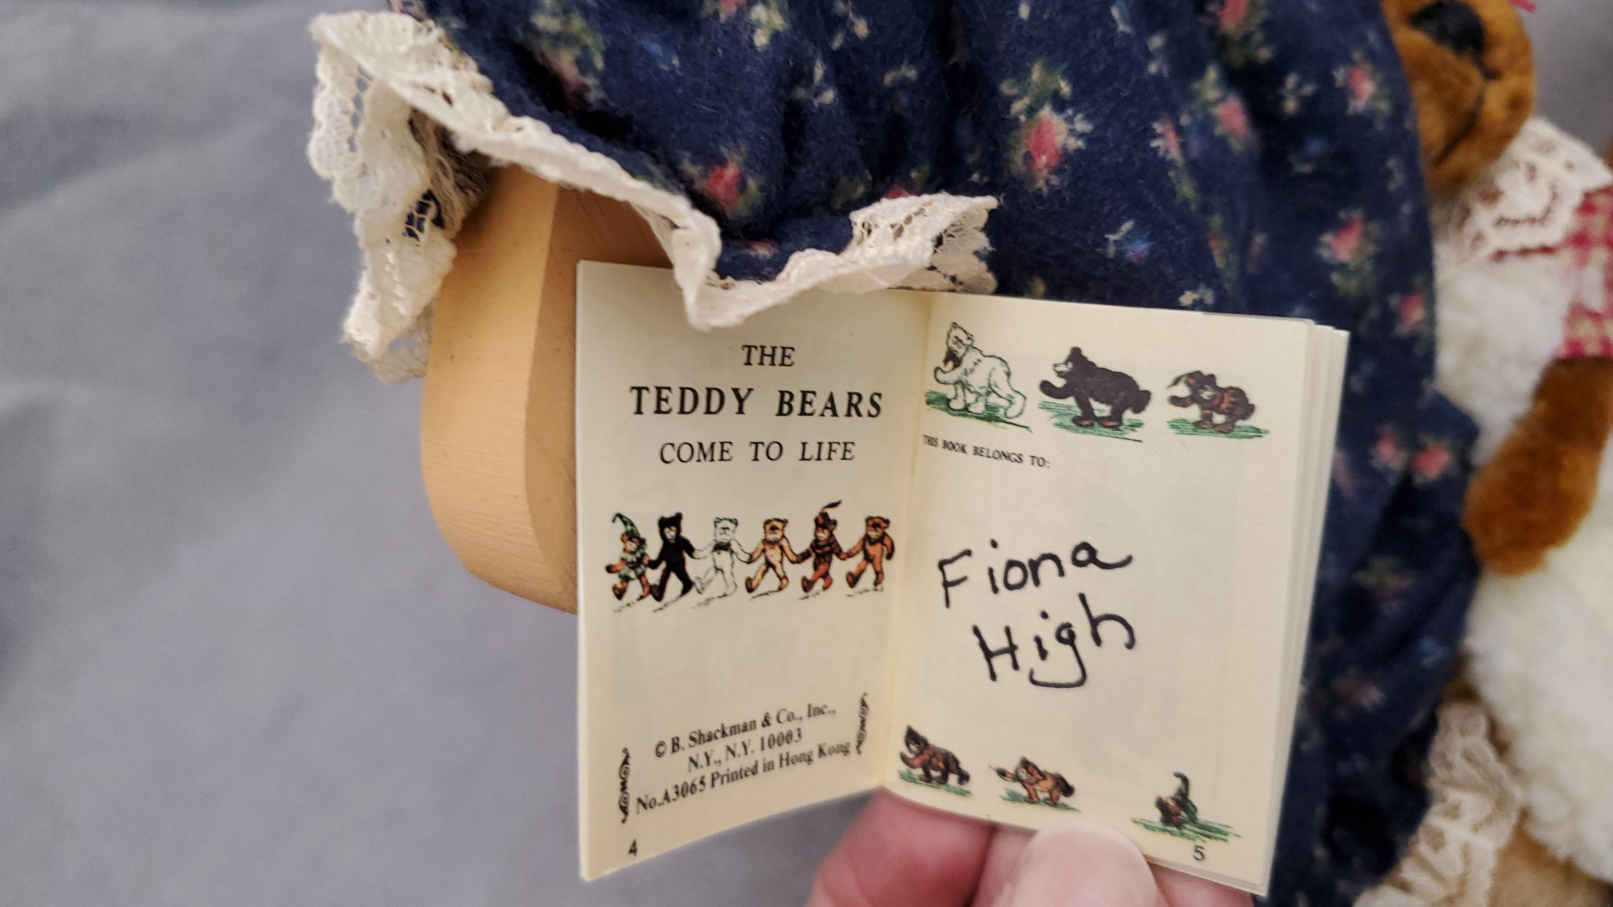 THE
TEDDY BEARS
COME TO LIFE
© B. Shackman & Co., Inc.,
N.Y., N.Y. 10003
No.A3065 Printed in Hong Kong
4
THIS BOOK BELONGS TO:
Fiona
High
5